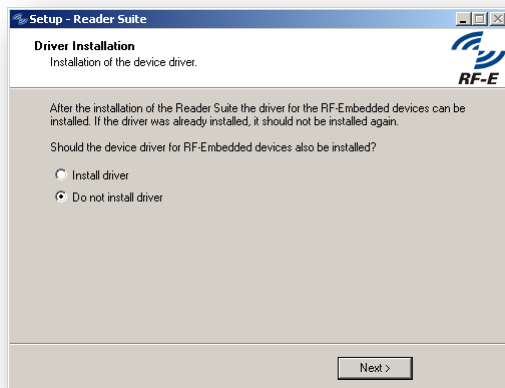 Setup - Reader Suite
Driver Installation
Installation of the device driver.
RF-E
After the installation of the Reader Suite the driver for the RF-Embedded devices can be
installed. If the driver was already installed, it should not be installed again.
Should the device driver for RF-Embedded devices also be installed?
Install driver
Do not install driver
Next >